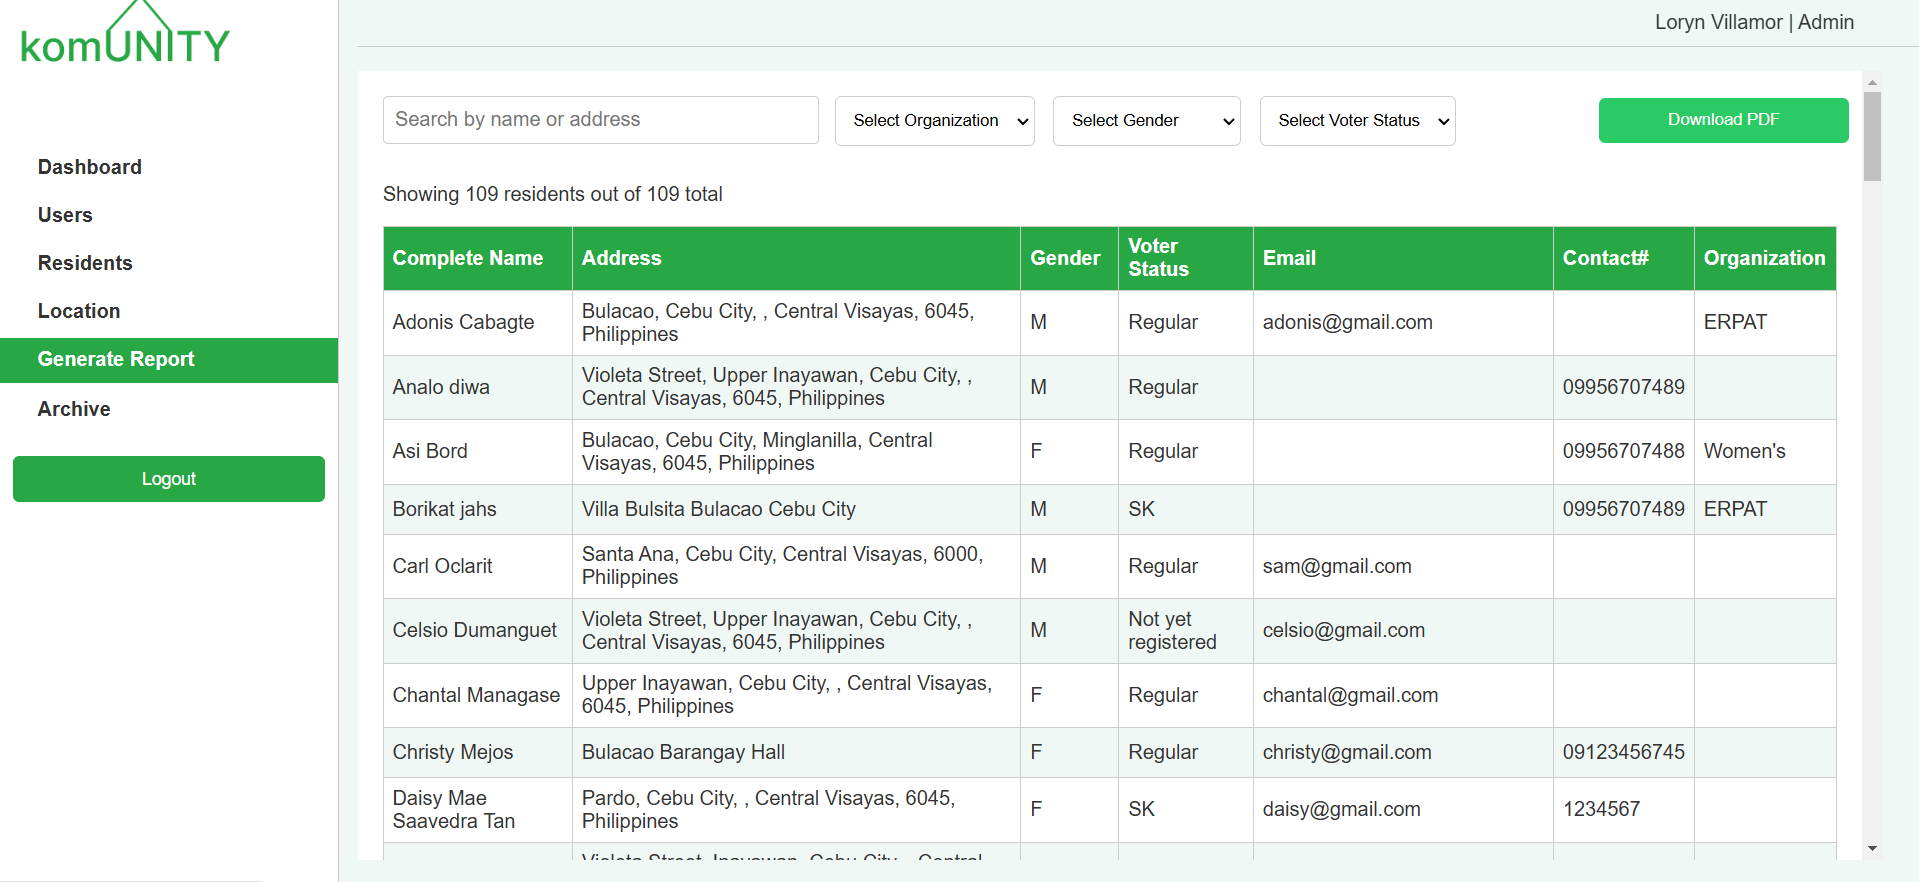 komUNITY
Loryn Villamor | Admin
Dashboard
Users
Residents
Location
Generate Report
Archive
Logout
Search by name or address
Select Organization
Select Gender
Select Voter Status
Download PDF
Showing 109 residents out of 109 total
Complete Name
Address
Gender
Voter
Status
Email
Contact#
Organization
Adonis Cabagte
Bulacao, Cebu City, , Central Visayas, 6045,
Philippines
M
Regular
adonis@gmail.com
ERPAT
Analo diwa
Violeta Street, Upper Inayawan, Cebu City, ,
Central Visayas, 6045, Philippines
M
Regular
09956707489
Asi Bord
Bulacao, Cebu City, Minglanilla, Central
Visayas, 6045, Philippines
F
Regular
09956707488
Women's
Borikat jahs
Villa Bulsita Bulacao Cebu City
M
SK
09956707489
ERPAT
Carl Oclarit
Santa Ana, Cebu City, Central Visayas, 6000,
Philippines
M
Regular
sam@gmail.com
Celsio Dumanguet
Violeta Street, Upper Inayawan, Cebu City, ,
Central Visayas, 6045, Philippines
M
Not yet
registered
celsio@gmail.com
Chantal Managase
Upper Inayawan, Cebu City, , Central Visayas,
6045, Philippines
F
Regular
chantal@gmail.com
Christy Mejos
Bulacao Barangay Hall
F
Regular
christy@gmail.com
09123456745
Daisy Mae
Saavedra Tan
Pardo, Cebu City, , Central Visayas, 6045,
Philippines
F
SK
daisy@gmail.com
1234567
Violeta Street, Inayawan, Cebu City, , Central